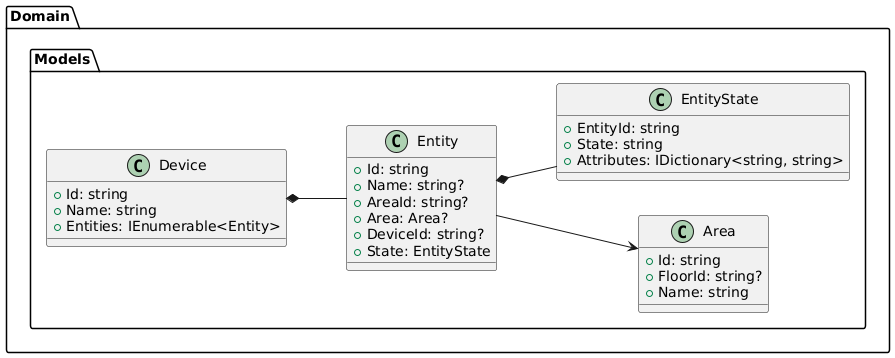 Domain
Models
C Device
Id: string
Name: string
Entities: IEnumerable<Entity>
C Entity
Id: string
Name: string?
AreaId: string?
Area: Area?
DeviceId: string?
State: EntityState
C EntityState
EntityId: string
State: string
Attributes: IDictionary<string, string>
C Area
Id: string
FloorId: string?
Name: string